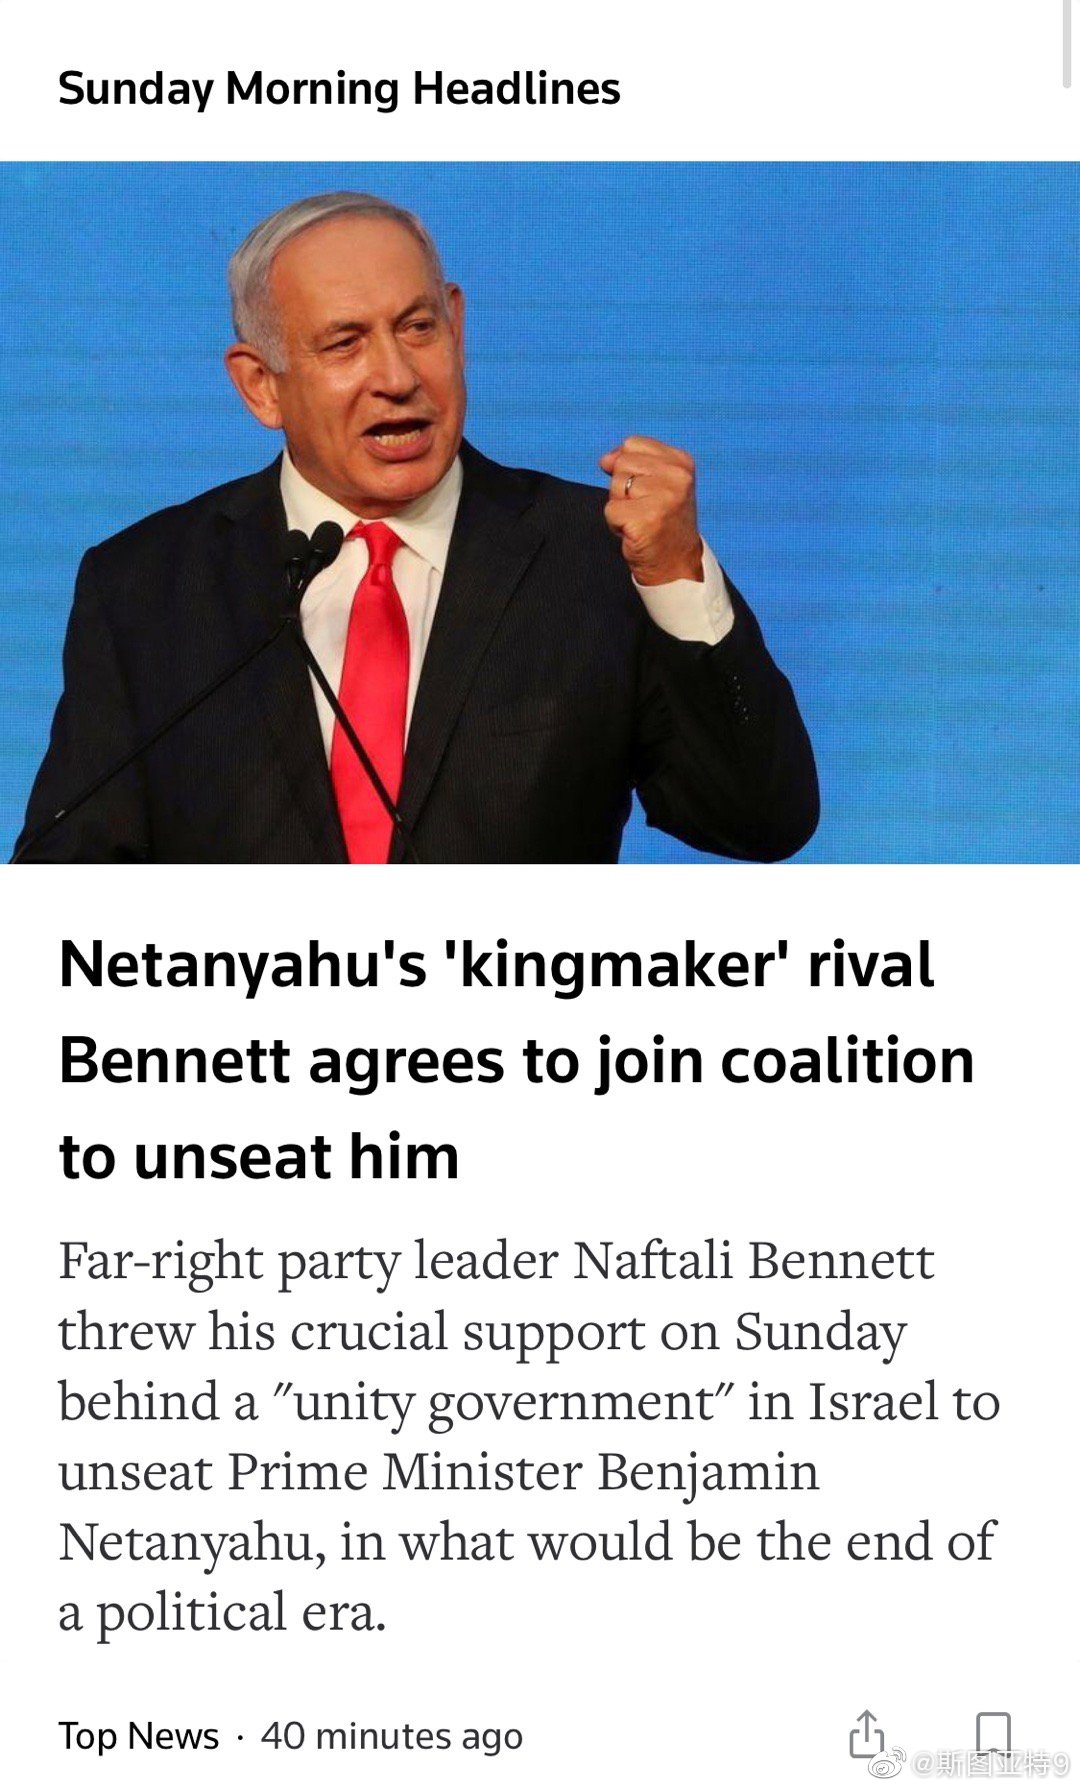 Sunday Morning Headlines
Netanyahu's 'kingmaker' rival
Bennett agrees to join coalition
to unseat him
Far-right party leader Naftali Bennett
threw his crucial support on Sunday
behind a "unity government" in Israel to
unseat Prime Minister Benjamin
Netanyahu, in what would be the end of
a political era.
Top News · 40 minutes ago
@斯图亚特9